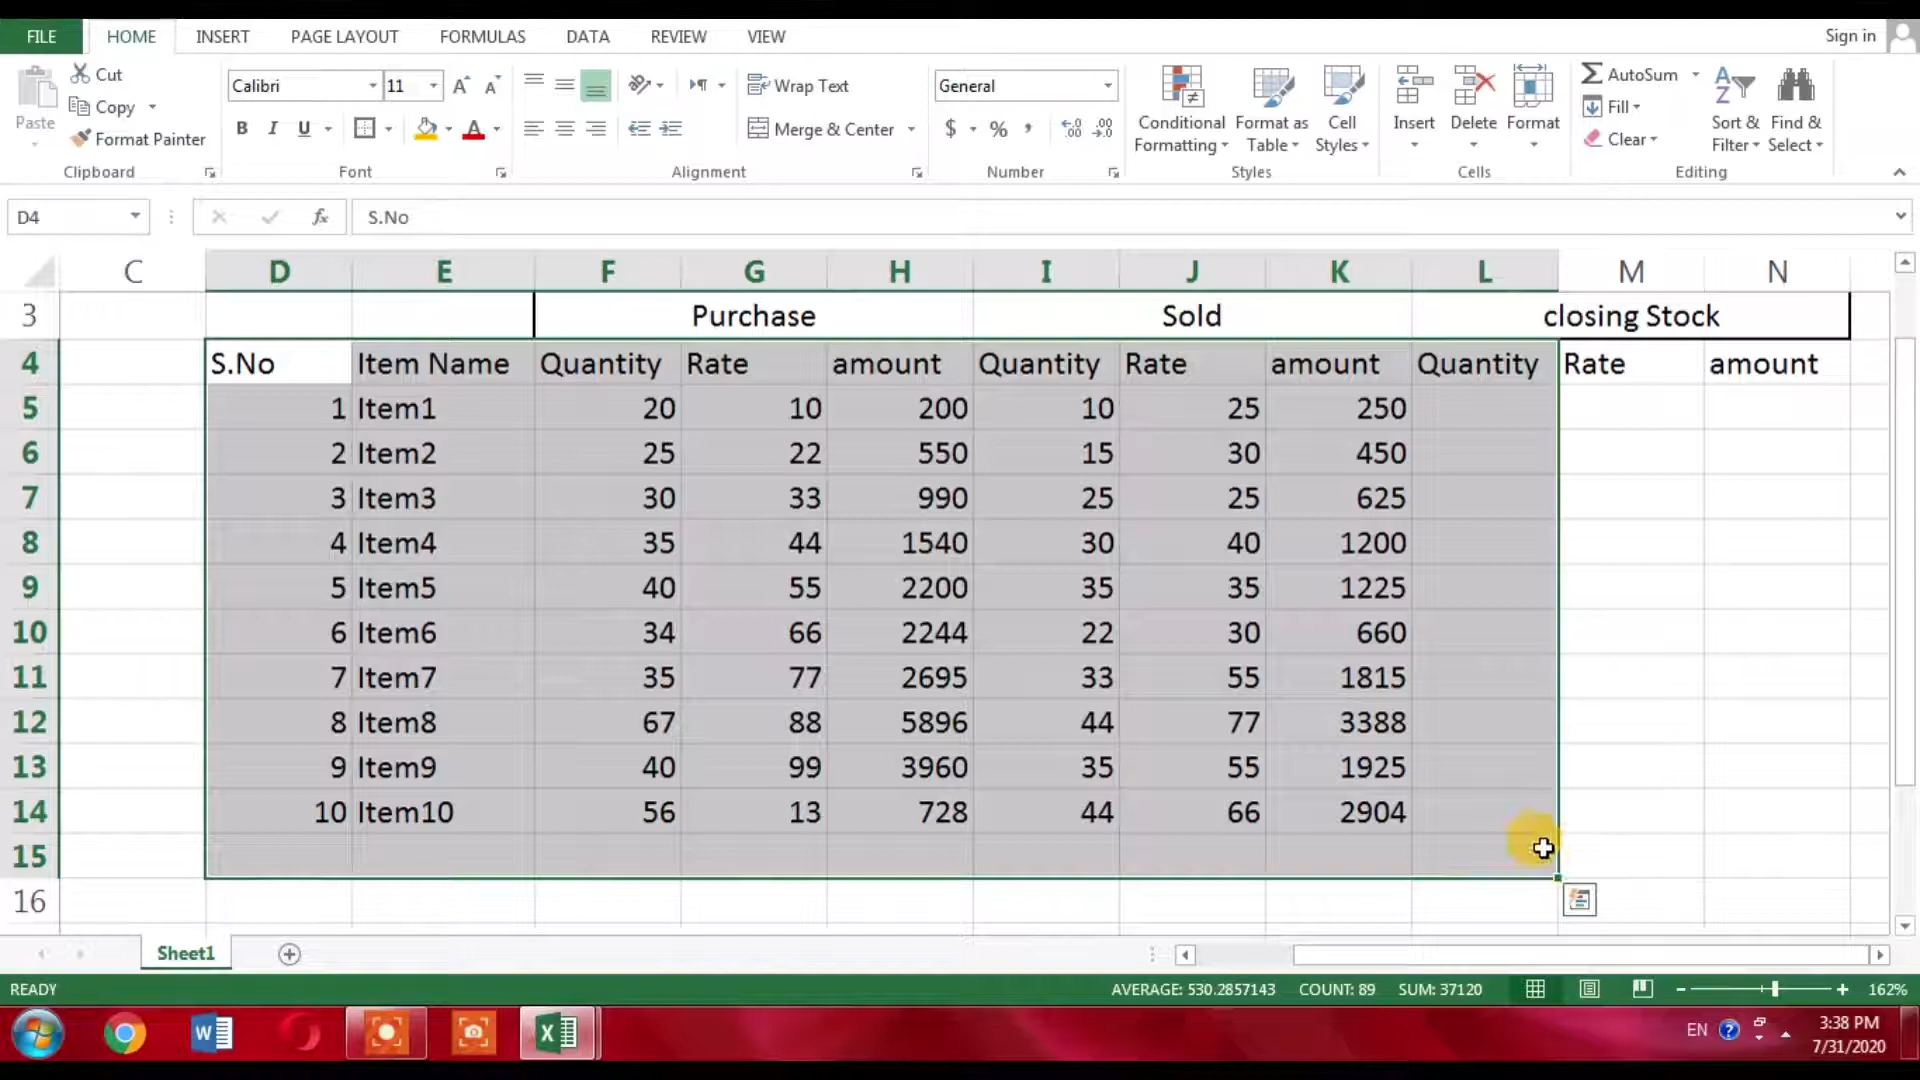 FILE HOME INSERT PAGE LAYOUT FORMULAS DATA REVIEW VIEW Sign in
Paste Cut Copy Format Painter
Clipboard
Calibri 11
B I U A
Font
Wrap Text
Merge & Center
Alignment
General
$ % ,
Number
Conditional Formatting Format as Table Cell Styles
Styles
Insert Delete Format
Cells
AutoSum
Fill
Clear
Sort & Filter Find & Select
Editing
D4 fx S.No
C D E F G H I J K L M N
3 Purchase Sold closing Stock
4 S.No Item Name Quantity Rate amount Quantity Rate amount Quantity Rate amount
5 1 Item1 20 10 200 10 25 250
6 2 Item2 25 22 550 15 30 450
7 3 Item3 30 33 990 25 25 625
8 4 Item4 35 44 1540 30 40 1200
9 5 Item5 40 55 2200 35 35 1225
10 6 Item6 34 66 2244 22 30 660
11 7 Item7 35 77 2695 33 55 1815
12 8 Item8 67 88 5896 44 77 3388
13 9 Item9 40 99 3960 35 55 1925
14 10 Item10 56 13 728 44 66 2904
15
16
Sheet1
READY AVERAGE: 530.2857143 COUNT: 89 SUM: 37120 162%
EN 3:38 PM
7/31/2020